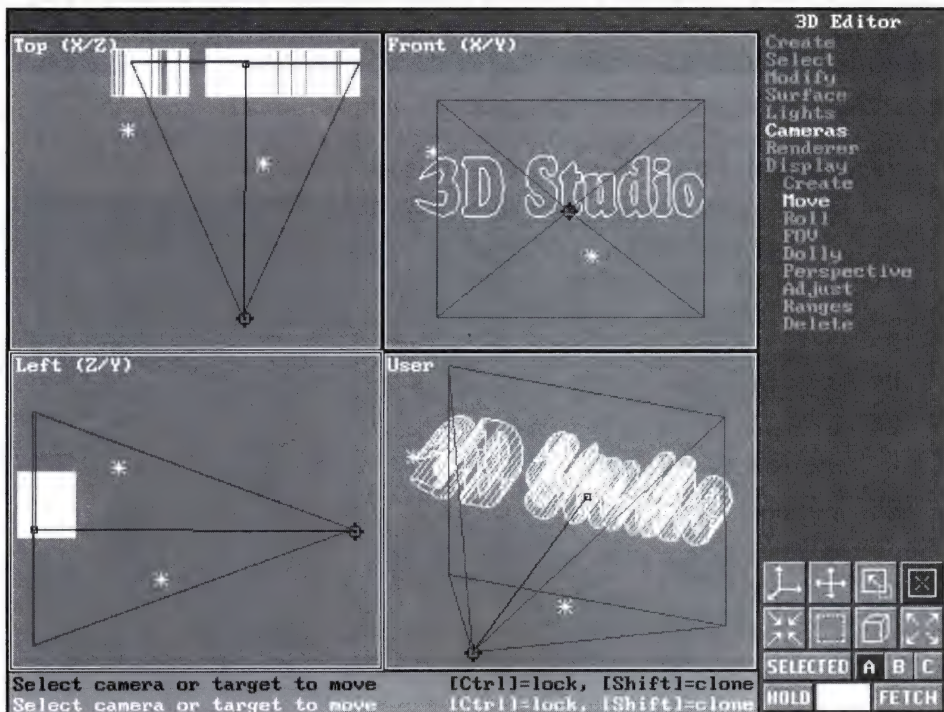 3D Editor
Top (X/Z)
Front (X/Y)
Create
Select
Modify
Surface
Lights
Cameras
Renderer
Display
Create
Move
Roll
FOV
Dolly
Perspective
Adjust
Ranges
Delete
3D Studio
Left (Z/Y)
User
SELECTED A B C
HOLD FETCH
Select camera or target to move [Ctrl]=lock, [Shift]=clone
Select camera or target to move [Ctrl]=lock, [Shift]=clone